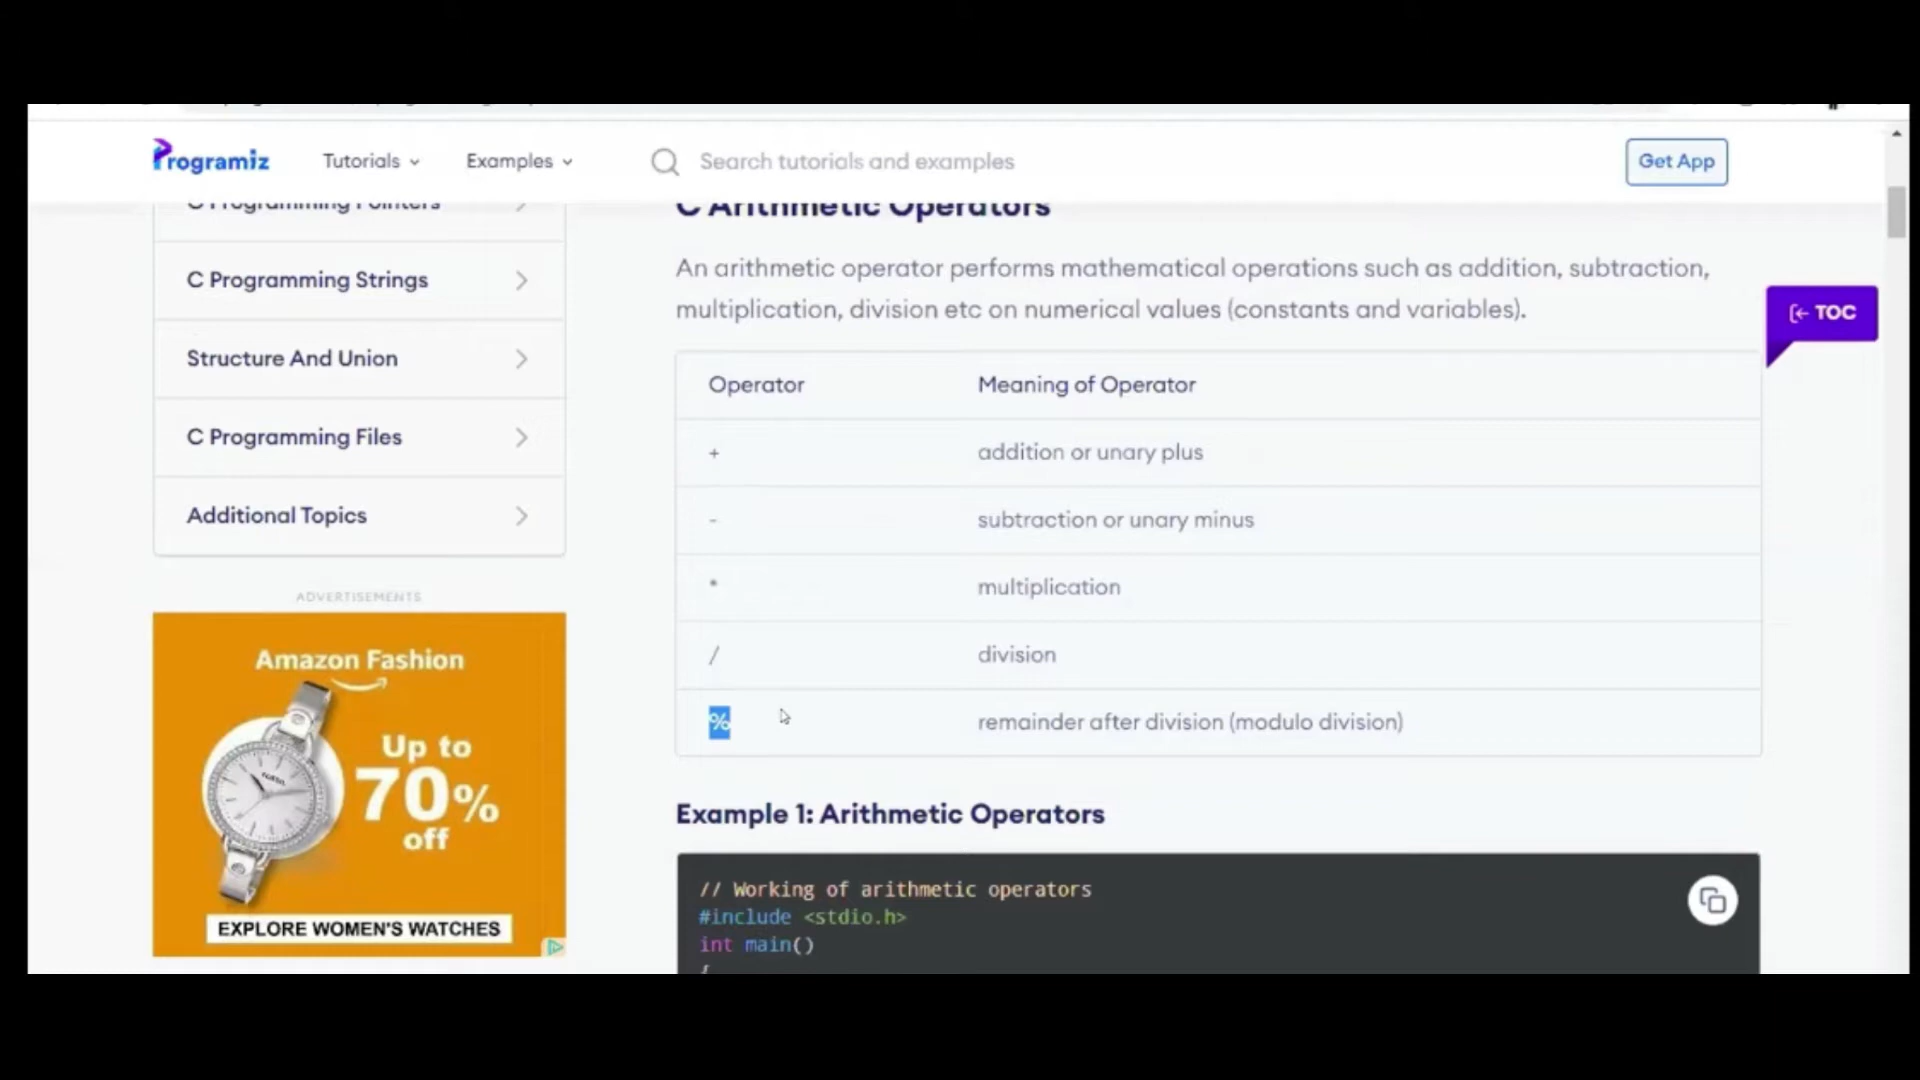 Programiz
Tutorials
Examples
Search tutorials and examples
Get App
C Programming Pointers
C Programming Strings
Structure And Union
C Programming Files
Additional Topics
ADVERTISEMENTS
Amazon Fashion
Up to
70%
off
EXPLORE WOMEN'S WATCHES
C Arithmetic Operators
An arithmetic operator performs mathematical operations such as addition, subtraction,
multiplication, division etc on numerical values (constants and variables).
TOC
Operator Meaning of Operator
+ addition or unary plus
- subtraction or unary minus
* multiplication
/ division
% remainder after division (modulo division)
Example 1: Arithmetic Operators
// Working of arithmetic operators
#include <stdio.h>
int main()
{